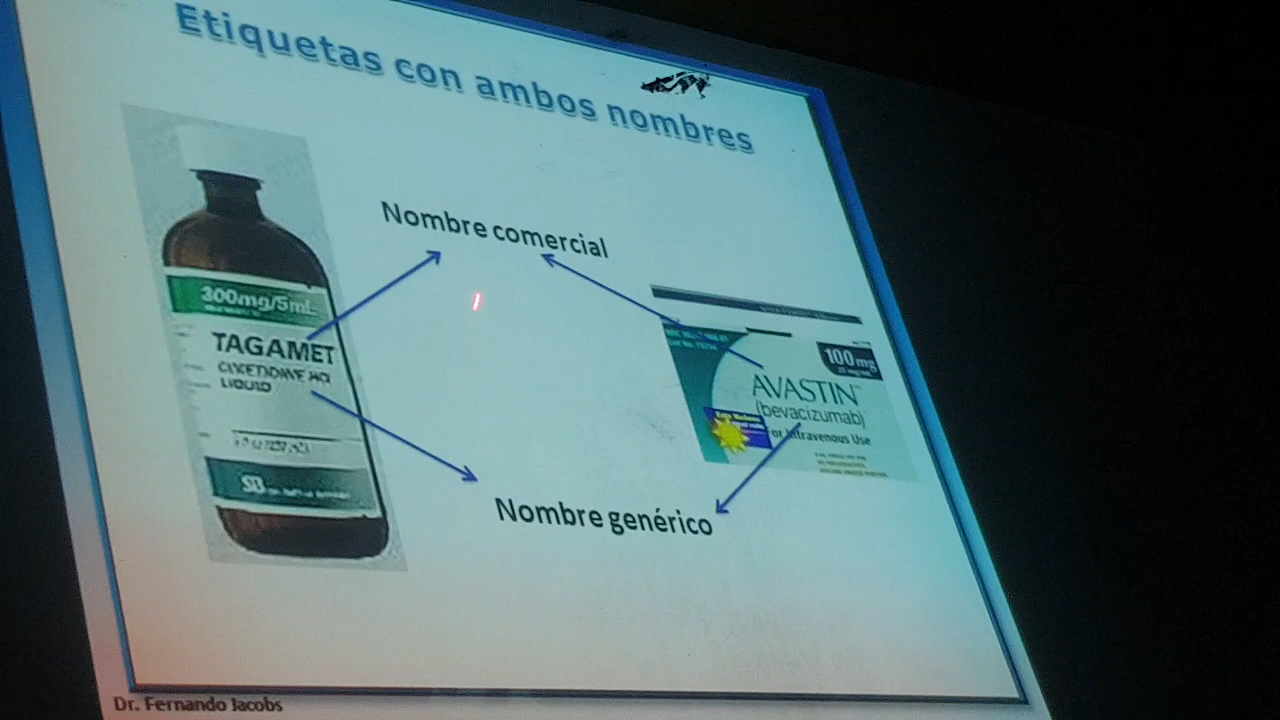 Etiquetas con ambos nombres
Nombre comercial
300mg/5mL
TAGAMET
LIQUID
SB
100mg
AVASTIN
(bevacizumab)
Intravenous Use
Nombre genérico
Dr. Fernando Jacobs